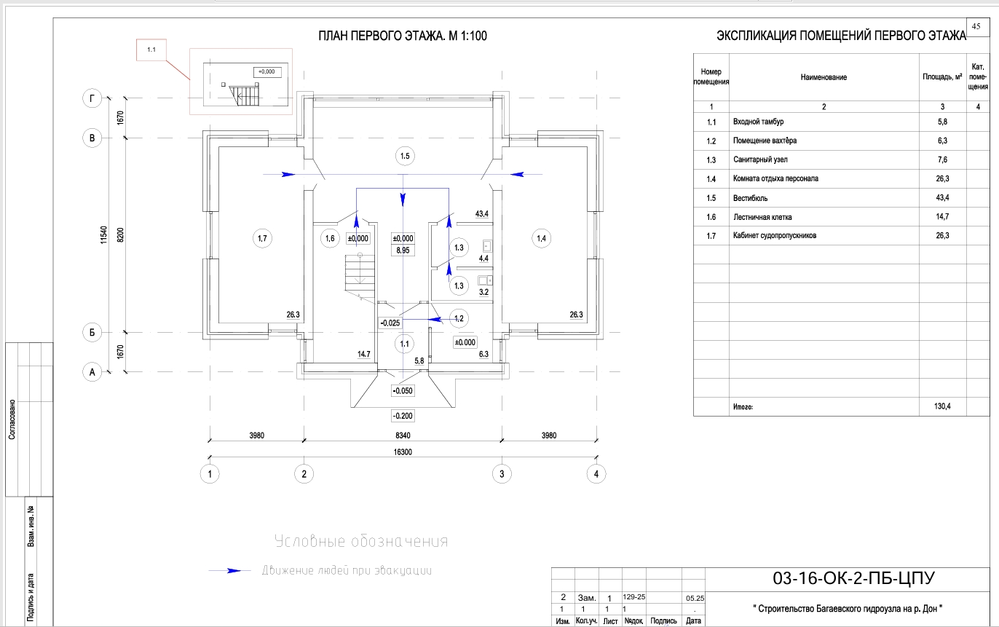 45
ПЛАН ПЕРВОГО ЭТАЖА. М 1:100
1.1
+0,000
Г
В
Б
А
1670
8200
1670
11540
1.5
43.4
1.7
26.3
1.6
±0,000
14.7
±0,000
8.95
1.3
4.4
1.3
3.2
1.4
26.3
-0.025
1.2
±0.000
6.3
1.1
5,8
-0.050
-0.200
3980
8340
3980
16300
1
2
3
4
Условные обозначения
Движение людей при эвакуации
ЭКСПЛИКАЦИЯ ПОМЕЩЕНИЙ ПЕРВОГО ЭТАЖА
Номер помещения Наименование Площадь, м² Кат. поме-щения
1 2 3 4
1.1 Входной тамбур 5,8
1.2 Помещение вахтёра 6,3
1.3 Санитарный узел 7,6
1.4 Комната отдыха персонала 26,3
1.5 Вестибюль 43,4
1.6 Лестничная клетка 14,7
1.7 Кабинет судопропускников 26,3
Итого: 130,4
Согласовано
Взам. инв. №
Подпись и дата
03-16-ОК-2-ПБ-ЦПУ
" Строительство Багаевского гидроузла на р. Дон "
2 Зам. 1 129-25 05.25
1 1 1 1 .
Изм. Кол.уч. Лист №док. Подпись Дата